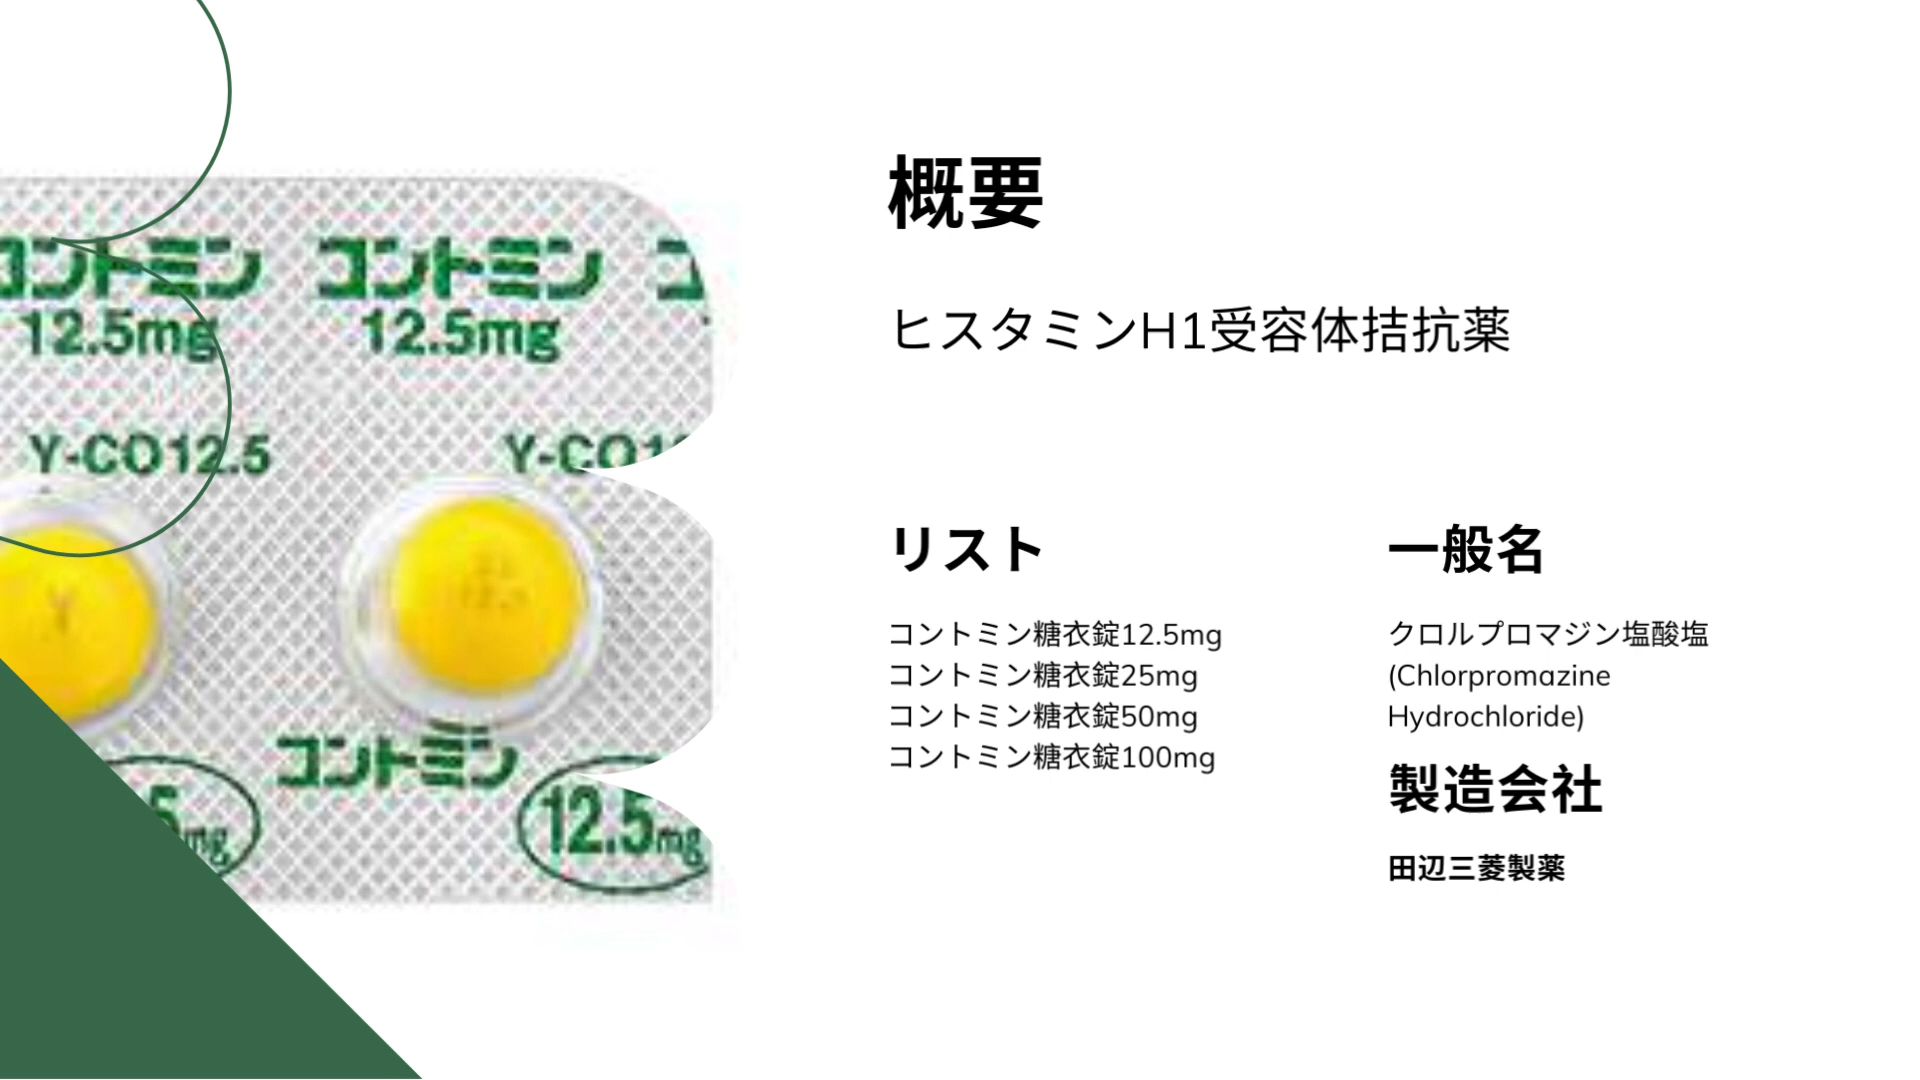 コントミン コントミン
12.5mg 12.5mg
Y-CO12.5 Y-CO1
Y
コントミン
5mg 12.5mg
概要
ヒスタミンH1受容体拮抗薬
リスト
コントミン糖衣錠12.5mg
コントミン糖衣錠25mg
コントミン糖衣錠50mg
コントミン糖衣錠100mg
一般名
クロルプロマジン塩酸塩
(Chlorpromazine
Hydrochloride)
製造会社
田辺三菱製薬